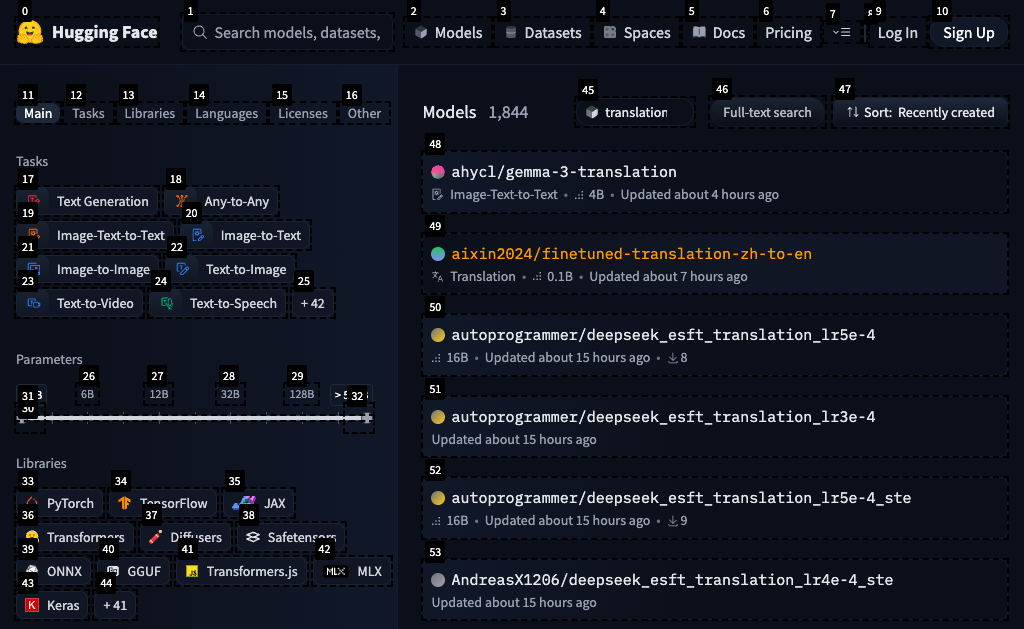 Hugging Face
Search models, datasets,
Models
Datasets
Spaces
Docs
Pricing
Log In
Sign Up
0 1 2 3 4 5 6 7 9 10
11 12 13 14 15 16
Main Tasks Libraries Languages Licenses Other
Tasks
17 18
Text Generation Any-to-Any
19 20
Image-Text-to-Text Image-to-Text
21 22
Image-to-Image Text-to-Image
23 24 25
Text-to-Video Text-to-Speech +42
Parameters
26 27 28 29
6B 12B 32B 128B
31 32
30
Libraries
33 34 35
PyTorch TensorFlow JAX
36 37 38
Transformers Diffusers Safetensors
39 40 41 42
ONNX GGUF Transformers.js MLX MLX
43 44
K Keras +41
45 46 47
Models 1,844 translation Full-text search Sort: Recently created
48
ahycl/gemma-3-translation
Image-Text-to-Text • 4B • Updated about 4 hours ago
49
aixin2024/finetuned-translation-zh-to-en
Translation • 0.1B • Updated about 7 hours ago
50
autoprogrammer/deepseek_esft_translation_lr5e-4
16B • Updated about 15 hours ago • 8
51
autoprogrammer/deepseek_esft_translation_lr3e-4
Updated about 15 hours ago
52
autoprogrammer/deepseek_esft_translation_lr5e-4_ste
16B • Updated about 15 hours ago • 9
53
AndreasX1206/deepseek_esft_translation_lr4e-4_ste
Updated about 15 hours ago